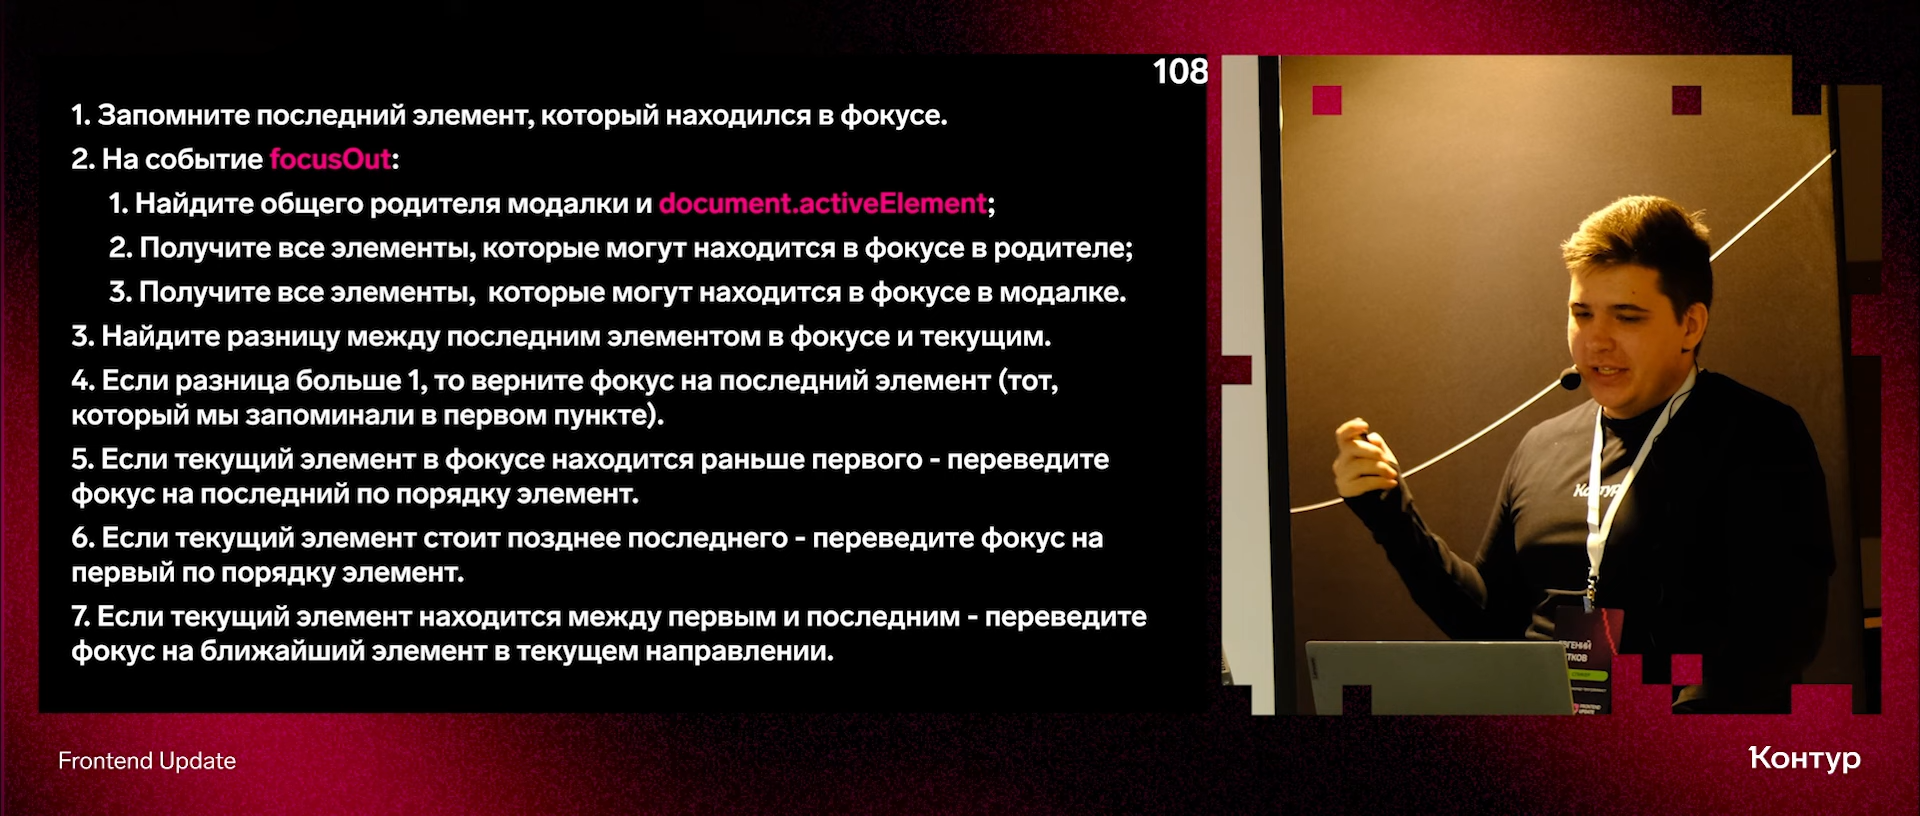 108
1. Запомните последний элемент, который находился в фокусе.
2. На событие focusOut:
1. Найдите общего родителя модалки и document.activeElement;
2. Получите все элементы, которые могут находится в фокусе в родителе;
3. Получите все элементы,  которые могут находится в фокусе в модалке.
3. Найдите разницу между последним элементом в фокусе и текущим.
4. Если разница больше 1, то верните фокус на последний элемент (тот,
который мы запоминали в первом пункте).
5. Если текущий элемент в фокусе находится раньше первого - переведите
фокус на последний по порядку элемент.
6. Если текущий элемент стоит позднее последнего - переведите фокус на
первый по порядку элемент.
7. Если текущий элемент находится между первым и последним - переведите
фокус на ближайший элемент в текущем направлении.
Frontend Update
Контур